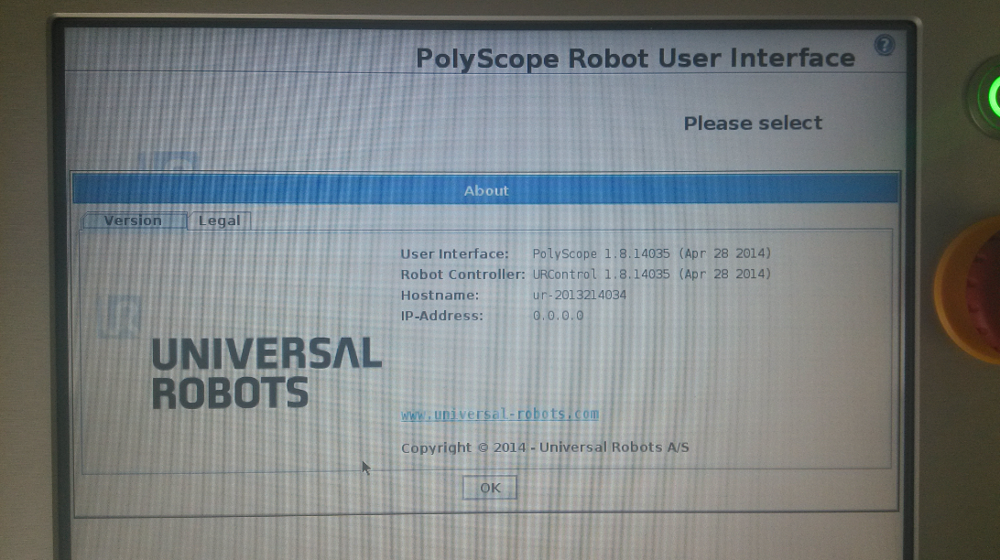 PolyScope Robot User Interface
?
Please select
About
Version Legal
User Interface: PolyScope 1.8.14035 (Apr 28 2014)
Robot Controller: URControl 1.8.14035 (Apr 28 2014)
Hostname: ur-2013214034
IP-Address: 0.0.0.0
UR
UNIVERSAL
ROBOTS
www.universal-robots.com
Copyright © 2014 - Universal Robots A/S
OK